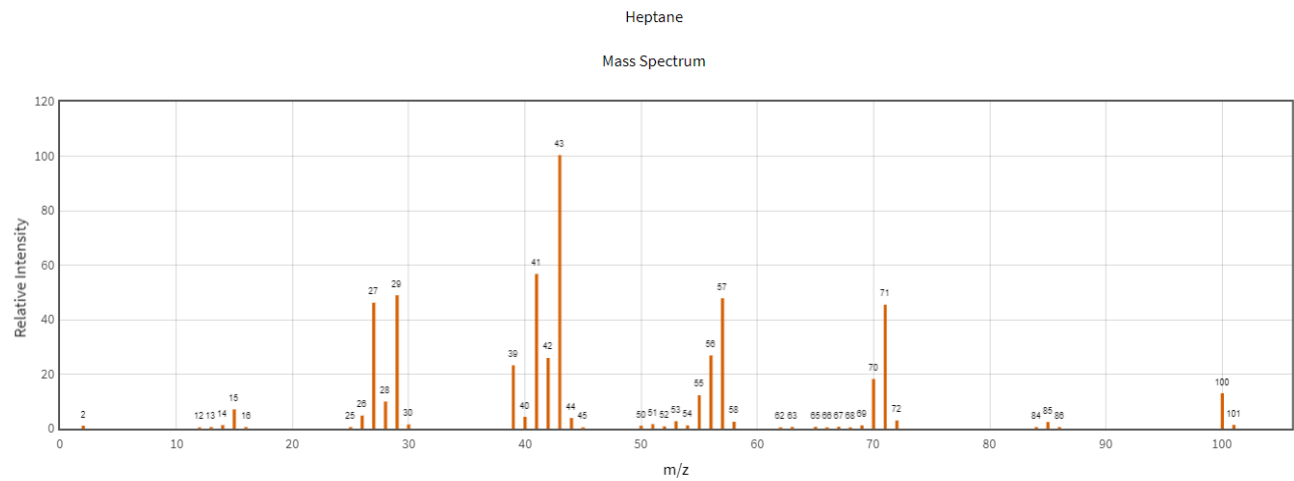 Heptane
Mass Spectrum
120
100
80
60
40
20
0
Relative Intensity
2
12 13 14 15 16
25 26 27 28 29 30
39 40 41 42 43 44 45
50 51 52 53 54 55 56 57 58
62 63 65 66 67 68 69 70 71 72
84 85 86
100 101
0 10 20 30 40 50 60 70 80 90 100
m/z